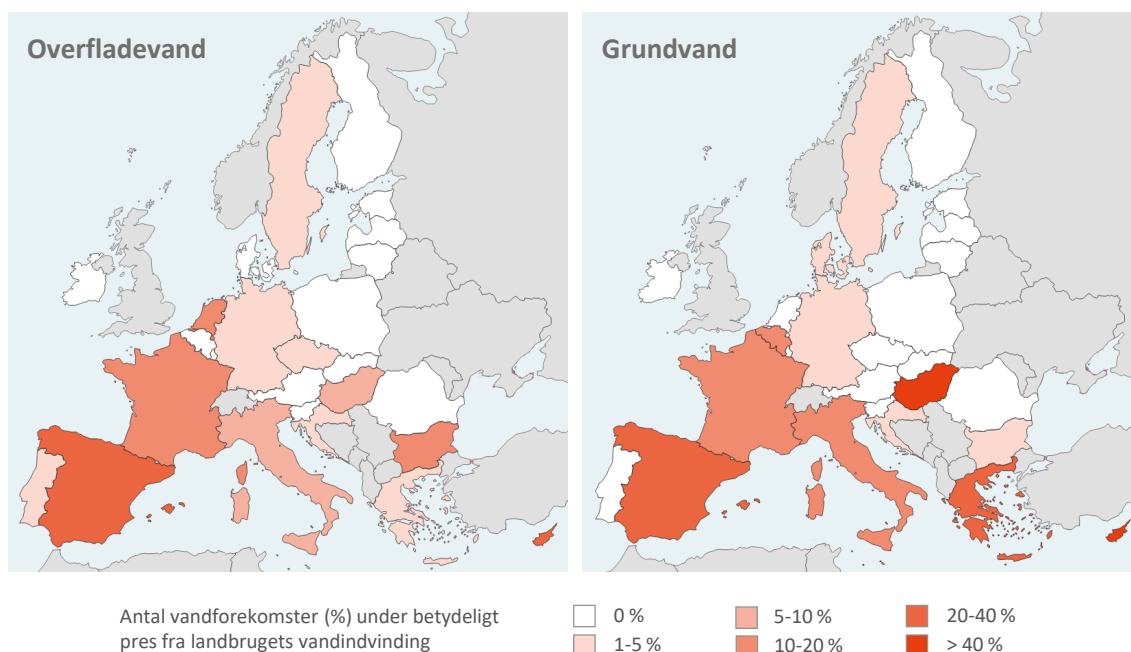 Overfladevand
Grundvand
Antal vandforekomster (%) under betydeligt
pres fra landbrugets vandindvinding
0 %
1-5 %
5-10 %
10-20 %
20-40 %
> 40 %